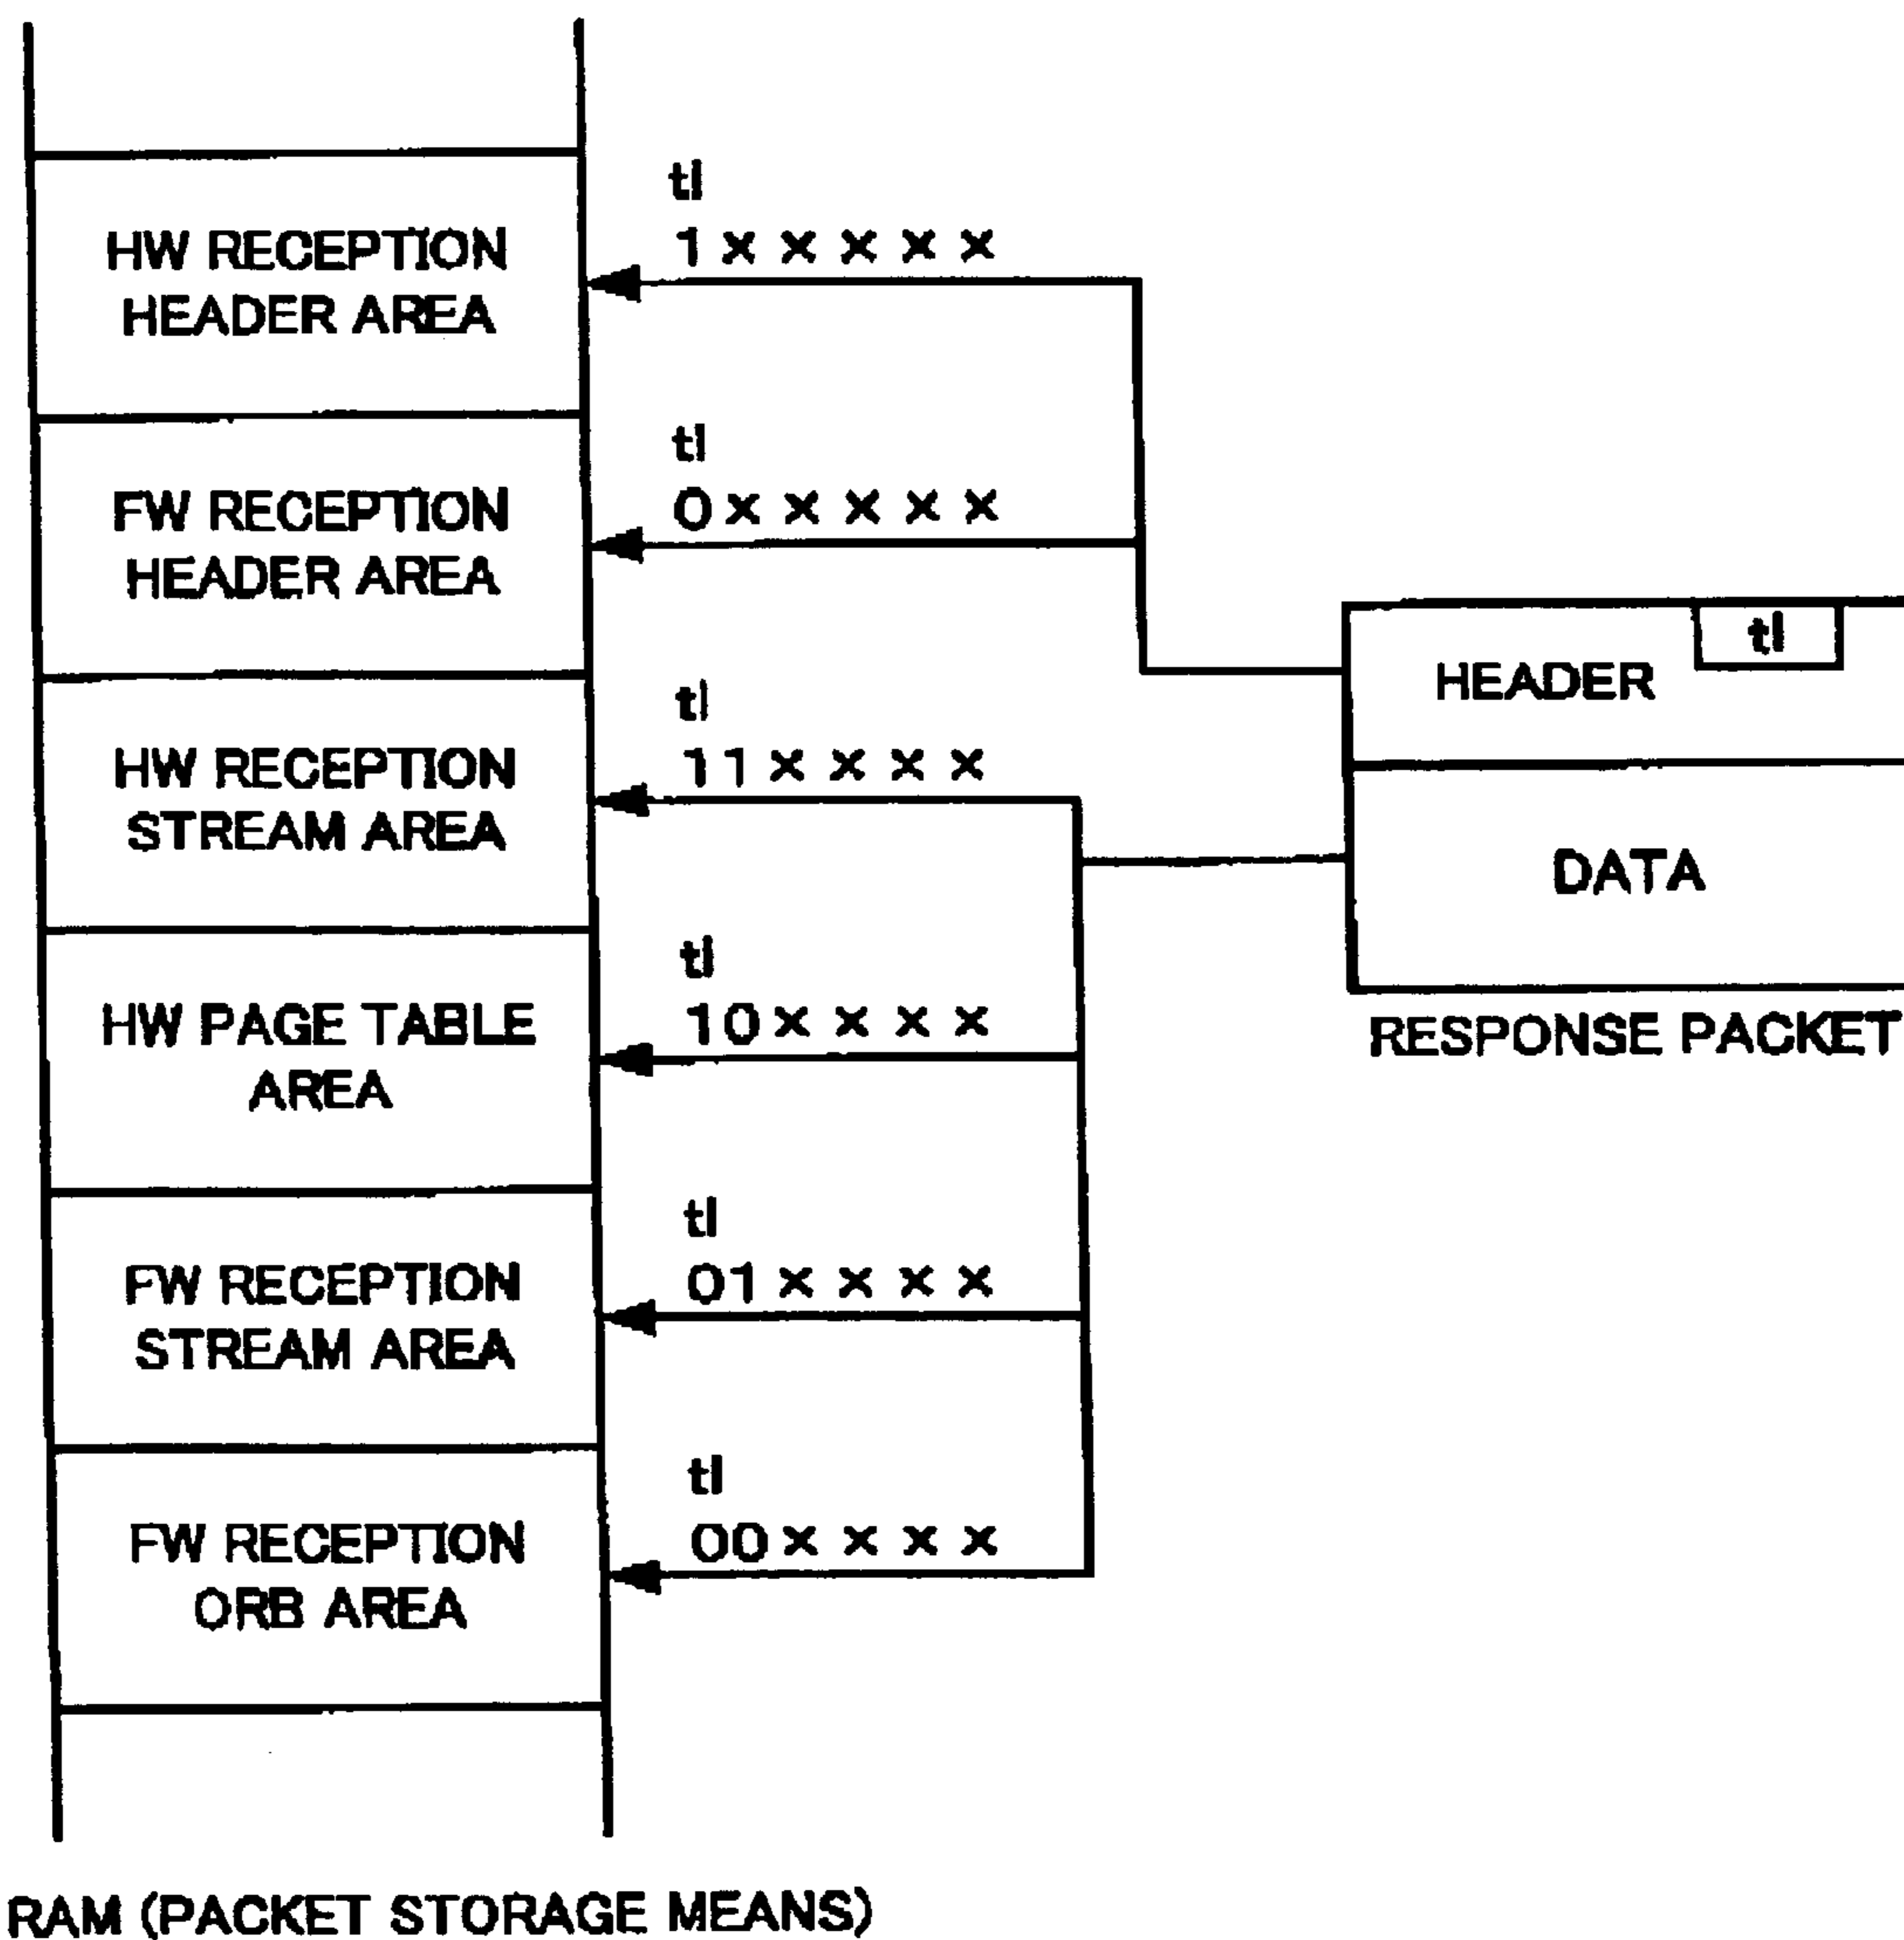 tl
1×××××
HW RECEPTION
HEADER AREA
tl
0×××××
FW RECEPTION
HEADER AREA
tl
HEADER
tl
11××××
HW RECEPTION
STREAM AREA
DATA
tl
10××××
HW PAGE TABLE
AREA
RESPONSE PACKET
tl
01××××
FW RECEPTION
STREAM AREA
tl
00××××
FW RECEPTION
ORB AREA
RAM (PACKET STORAGE MEANS)